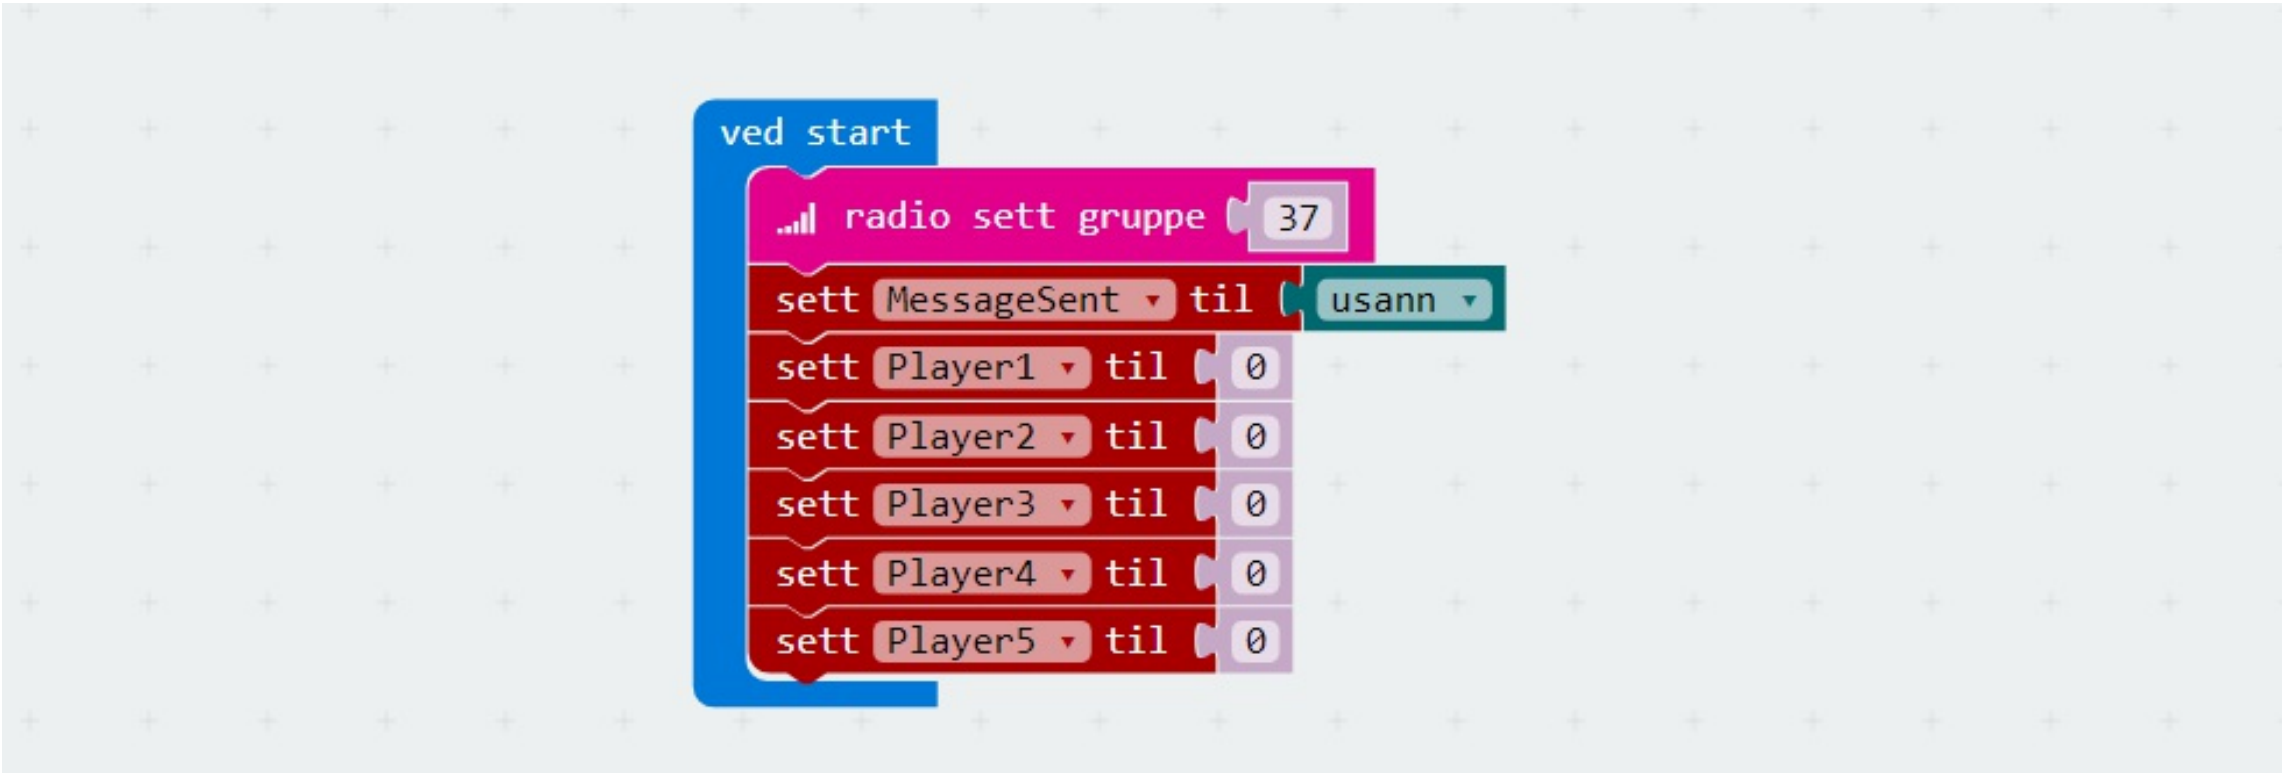 ved start
radio sett gruppe 37
sett MessageSent til usann
sett Player1 til 0
sett Player2 til 0
sett Player3 til 0
sett Player4 til 0
sett Player5 til 0